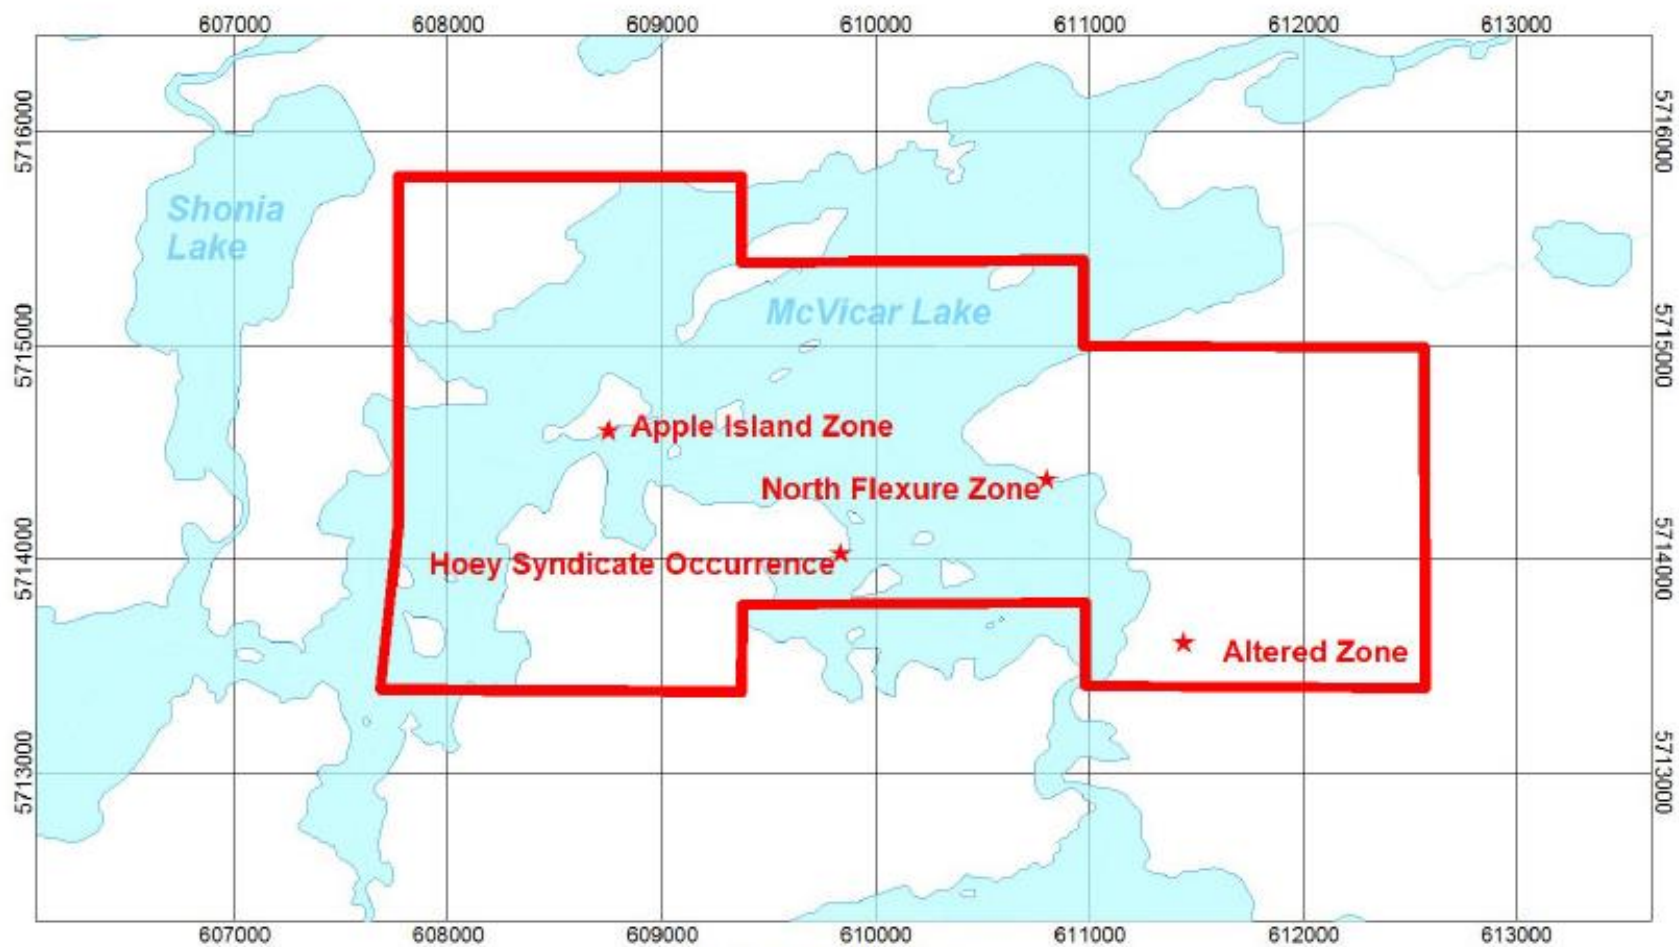 607000 608000 609000 610000 611000 612000 613000
5716000 5716000
Shonia
Lake
McVicar Lake
5715000 5715000
Apple Island Zone
North Flexure Zone
Hoey Syndicate Occurrence
5714000 5714000
Altered Zone
5713000 5713000
607000 608000 609000 610000 611000 612000 613000